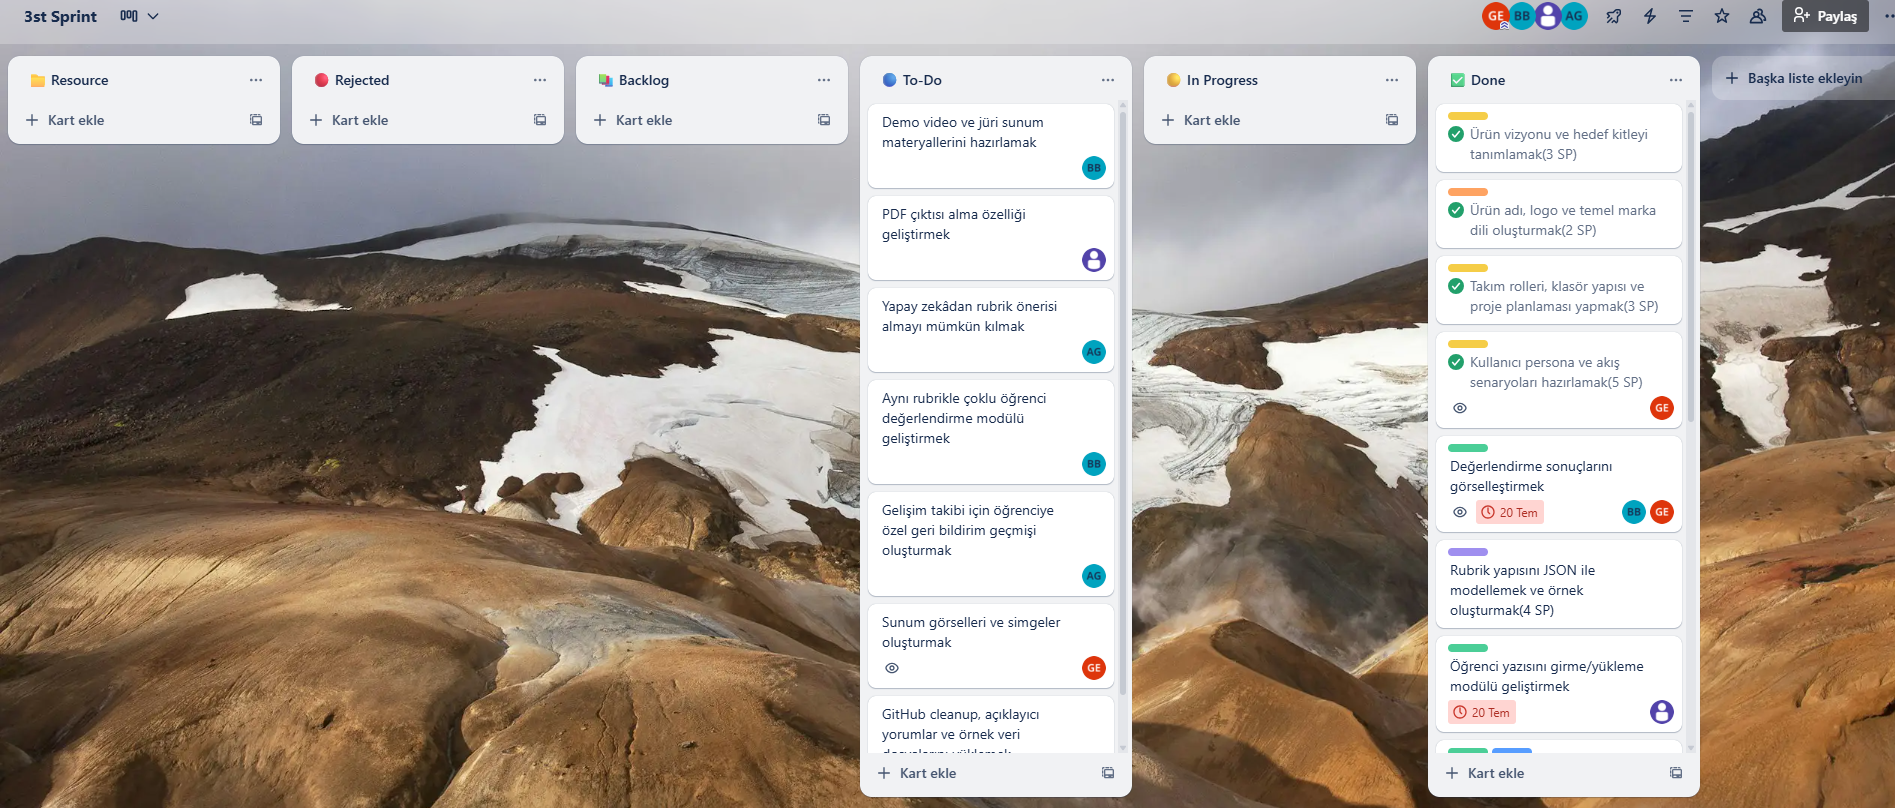 3st Sprint
GE
BB
AG
Paylaş
Resource
Kart ekle
Rejected
Kart ekle
Backlog
Kart ekle
To-Do
Demo video ve jüri sunum
materyallerini hazırlamak
BB
PDF çıktısı alma özelliği
geliştirmek
Yapay zekâdan rubrik önerisi
almayı mümkün kılmak
AG
Aynı rubrikle çoklu öğrenci
değerlendirme modülü
geliştirmek
BB
Gelişim takibi için öğrenciye
özel geri bildirim geçmişi
oluşturmak
AG
Sunum görselleri ve simgeler
oluşturmak
GE
GitHub cleanup, açıklayıcı
yorumlar ve örnek veri
Kart ekle
In Progress
Kart ekle
Done
Ürün vizyonu ve hedef kitleyi
tanımlamak(3 SP)
Ürün adı, logo ve temel marka
dili oluşturmak(2 SP)
Takım rolleri, klasör yapısı ve
proje planlaması yapmak(3 SP)
Kullanıcı persona ve akış
senaryoları hazırlamak(5 SP)
GE
Değerlendirme sonuçlarını
görselleştirmek
20 Tem
BB
GE
Rubrik yapısını JSON ile
modellemek ve örnek
oluşturmak(4 SP)
Öğrenci yazısını girme/yükleme
modülü geliştirmek
20 Tem
Kart ekle
Başka liste ekleyin